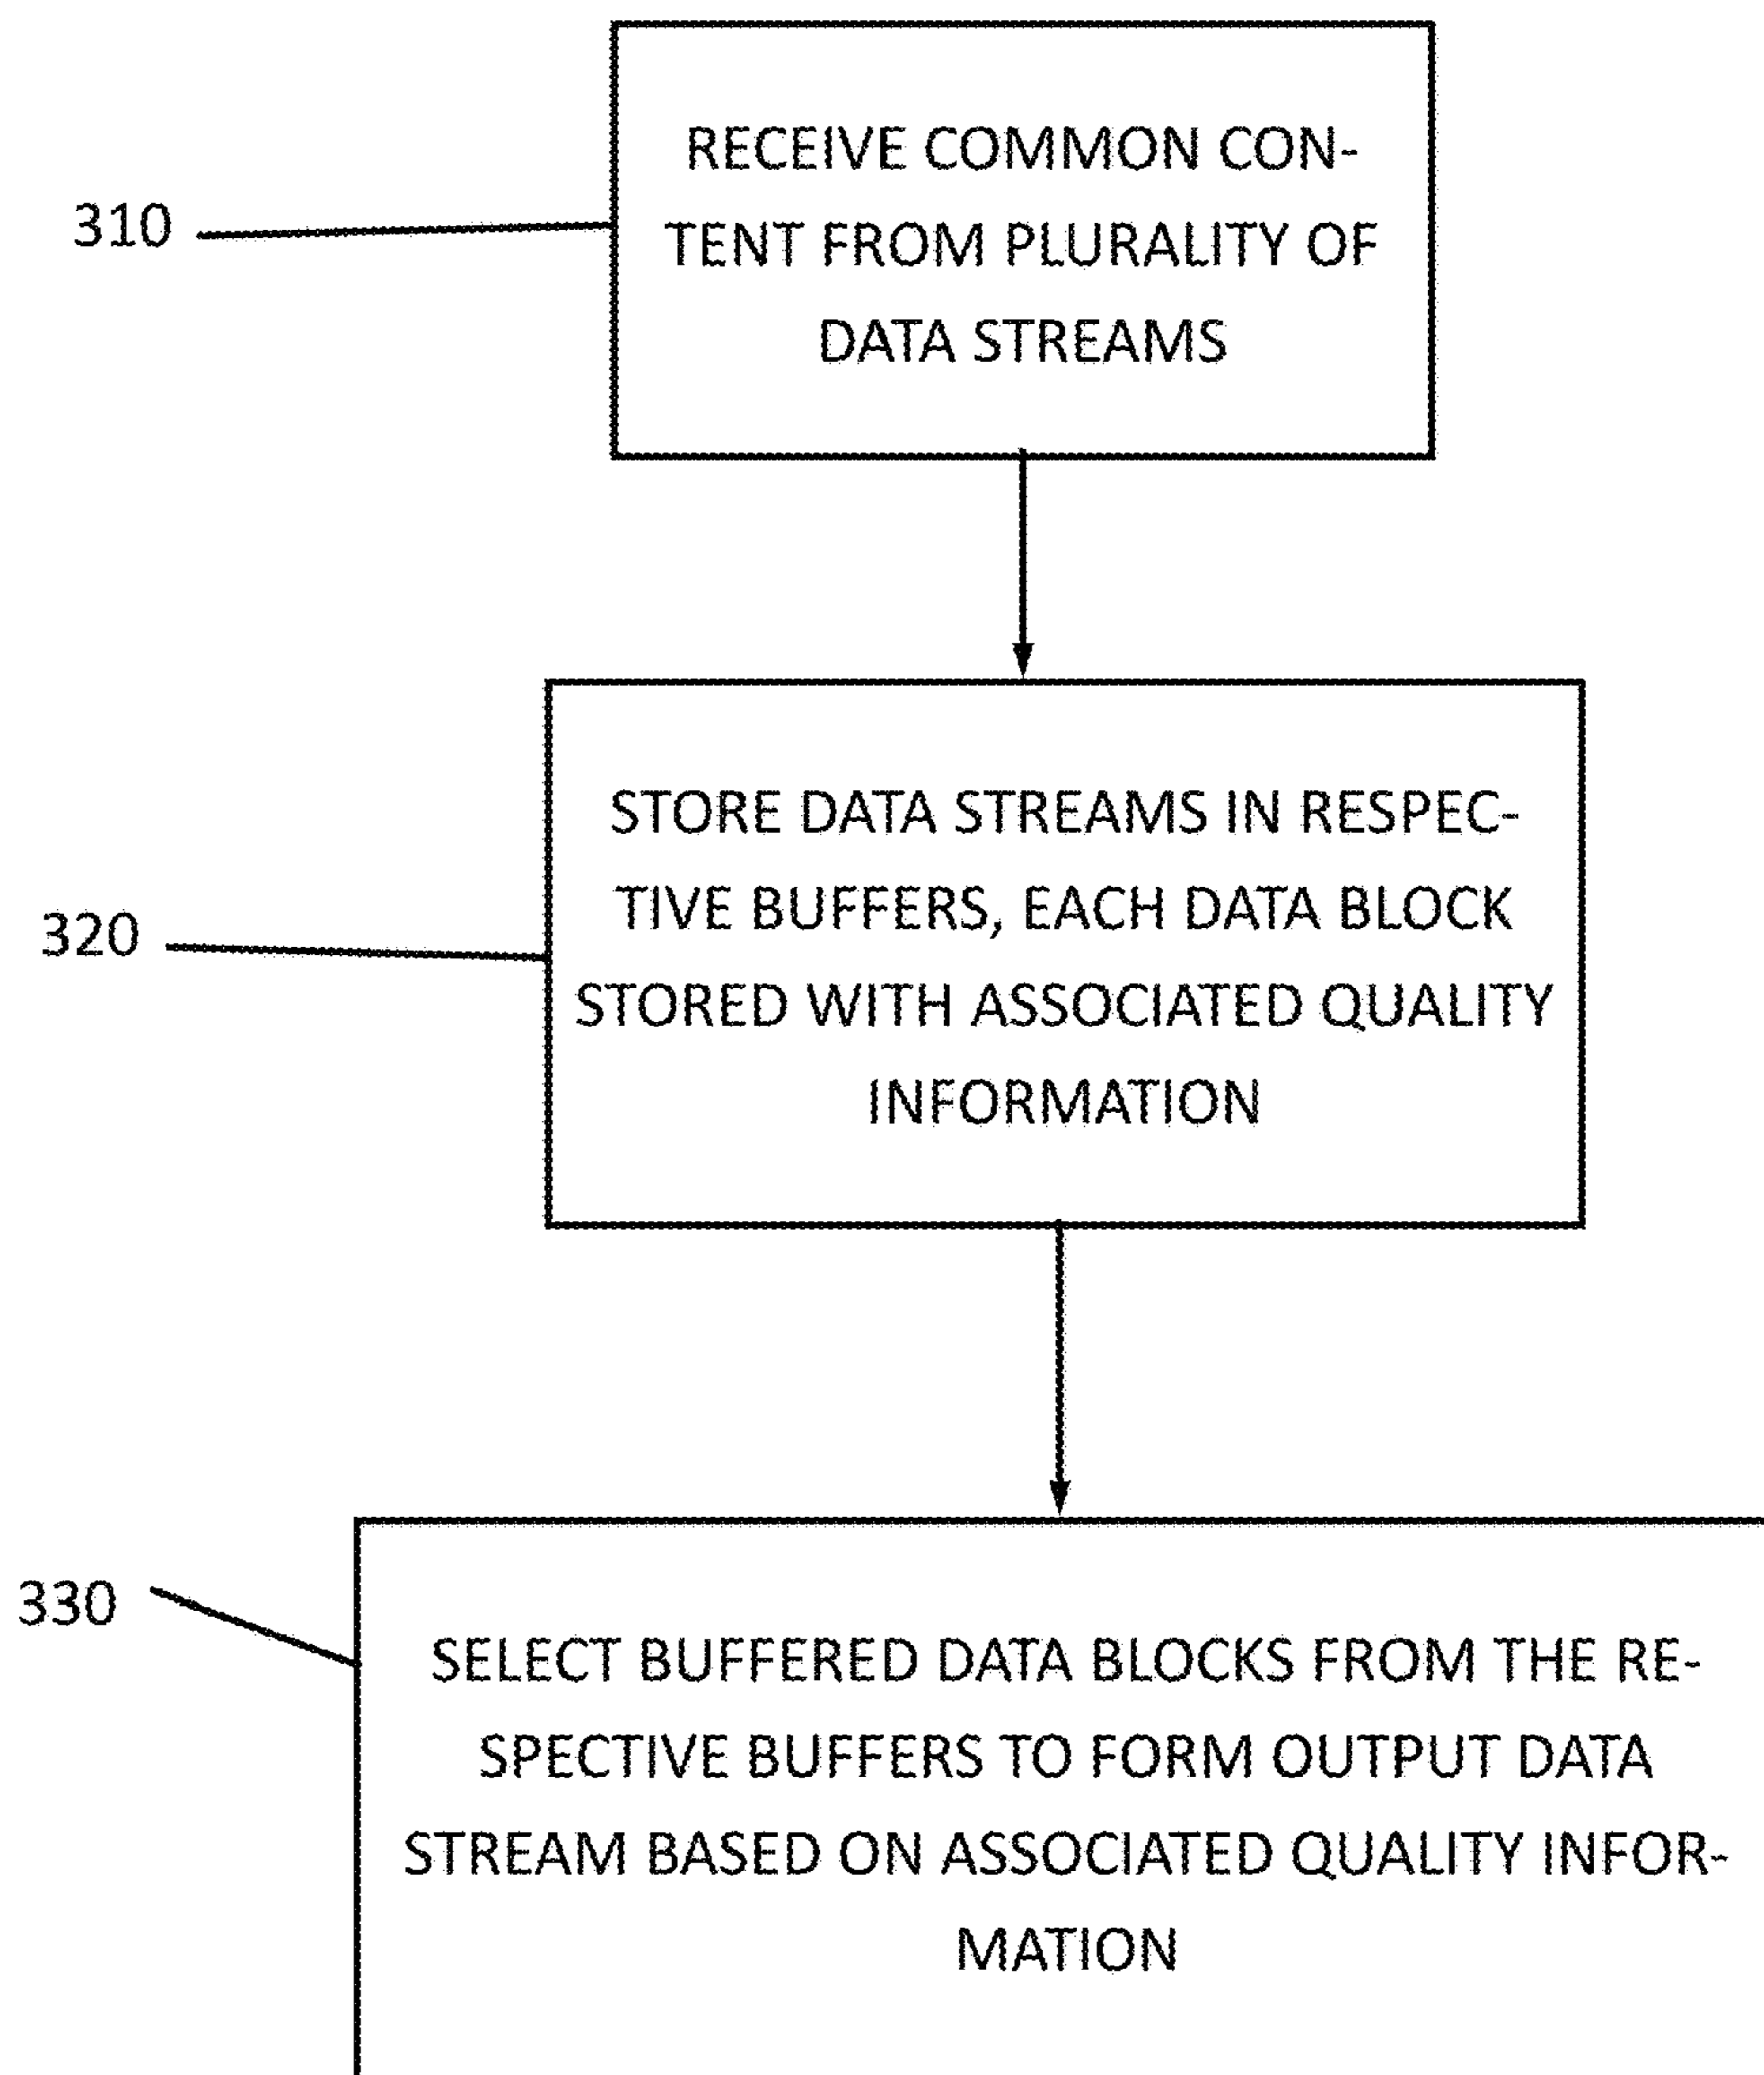 RECEIVE COMMON CON-
310
TENT FROM PLURALITY OF
DATA STREAMS
STORE DATA STREAMS IN RESPEC-
320
TIVE BUFFERS, EACH DATA BLOCK
STORED WITH ASSOCIATED QUALITY
INFORMATION
330
SELECT BUFFERED DATA BLOCKS FROM THE RE-
SPECTIVE BUFFERS TO FORM OUTPUT DATA
STREAM BASED ON ASSOCIATED QUALITY INFOR-
MATION